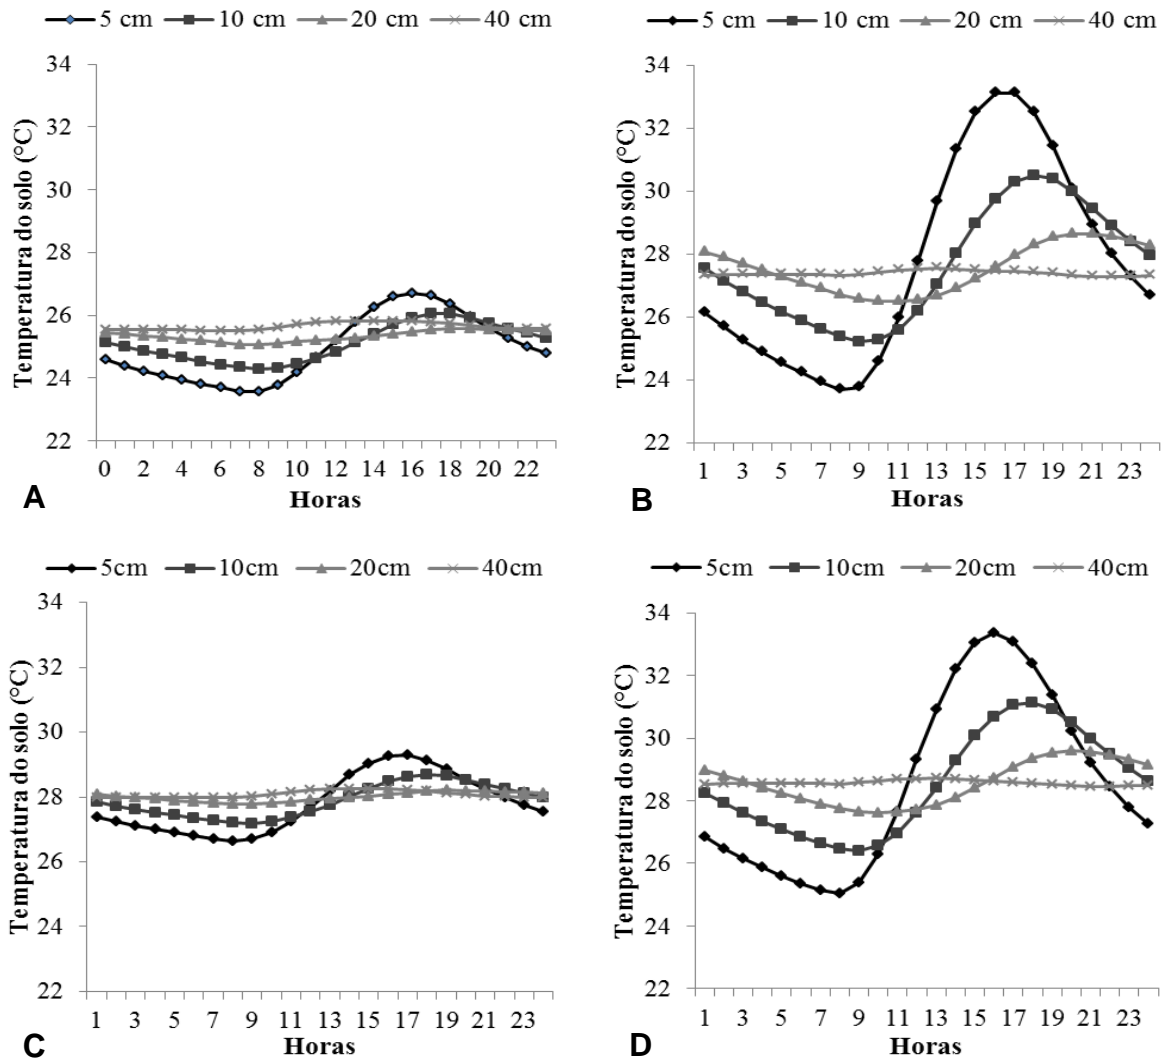 5 cm 10 cm 20 cm 40 cm
34
32
30
28
26
24
22
Temperatura do solo (°C)
0 2 4 6 8 10 12 14 16 18 20 22
Horas
A
5 cm 10 cm 20 cm 40 cm
34
32
30
28
26
24
22
Temperatura do solo (°C)
1 3 5 7 9 11 13 15 17 19 21 23
Horas
B
5cm 10cm 20cm 40cm
34
32
30
28
26
24
22
Temperatura do solo (°C)
1 3 5 7 9 11 13 15 17 19 21 23
Horas
C
5cm 10cm 20cm 40cm
34
32
30
28
26
24
22
Temperatura do solo (°C)
1 3 5 7 9 11 13 15 17 19 21 23
Horas
D